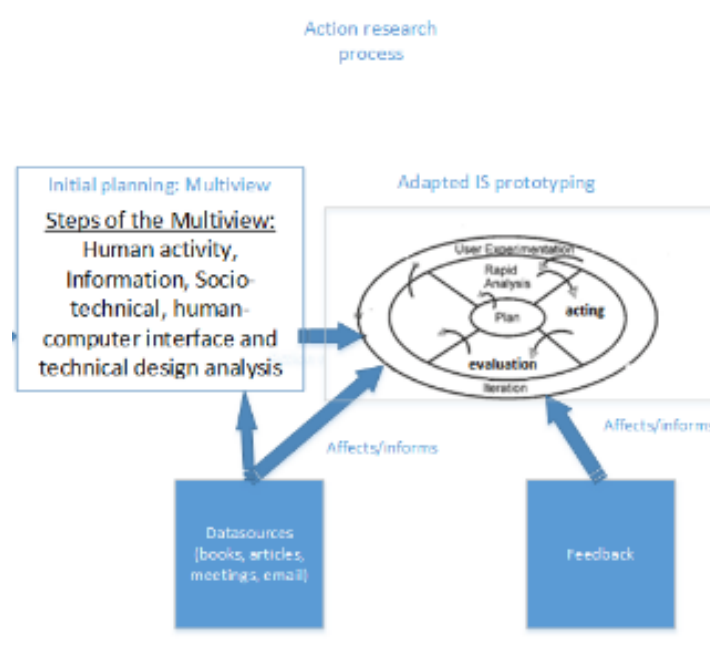 Action research
process
Initial planning: Multiview
Steps of the Multiview:
Human activity,
Information, Socio-
technical, human-
computer interface and
technical design analysis
Adapted IS prototyping
User Experimentation
Rapid
Analysis
Plan
acting
evaluation
Iteration
Affects/informs
Affects/inform
Datasources
(books, articles,
meetings, email)
Feedback